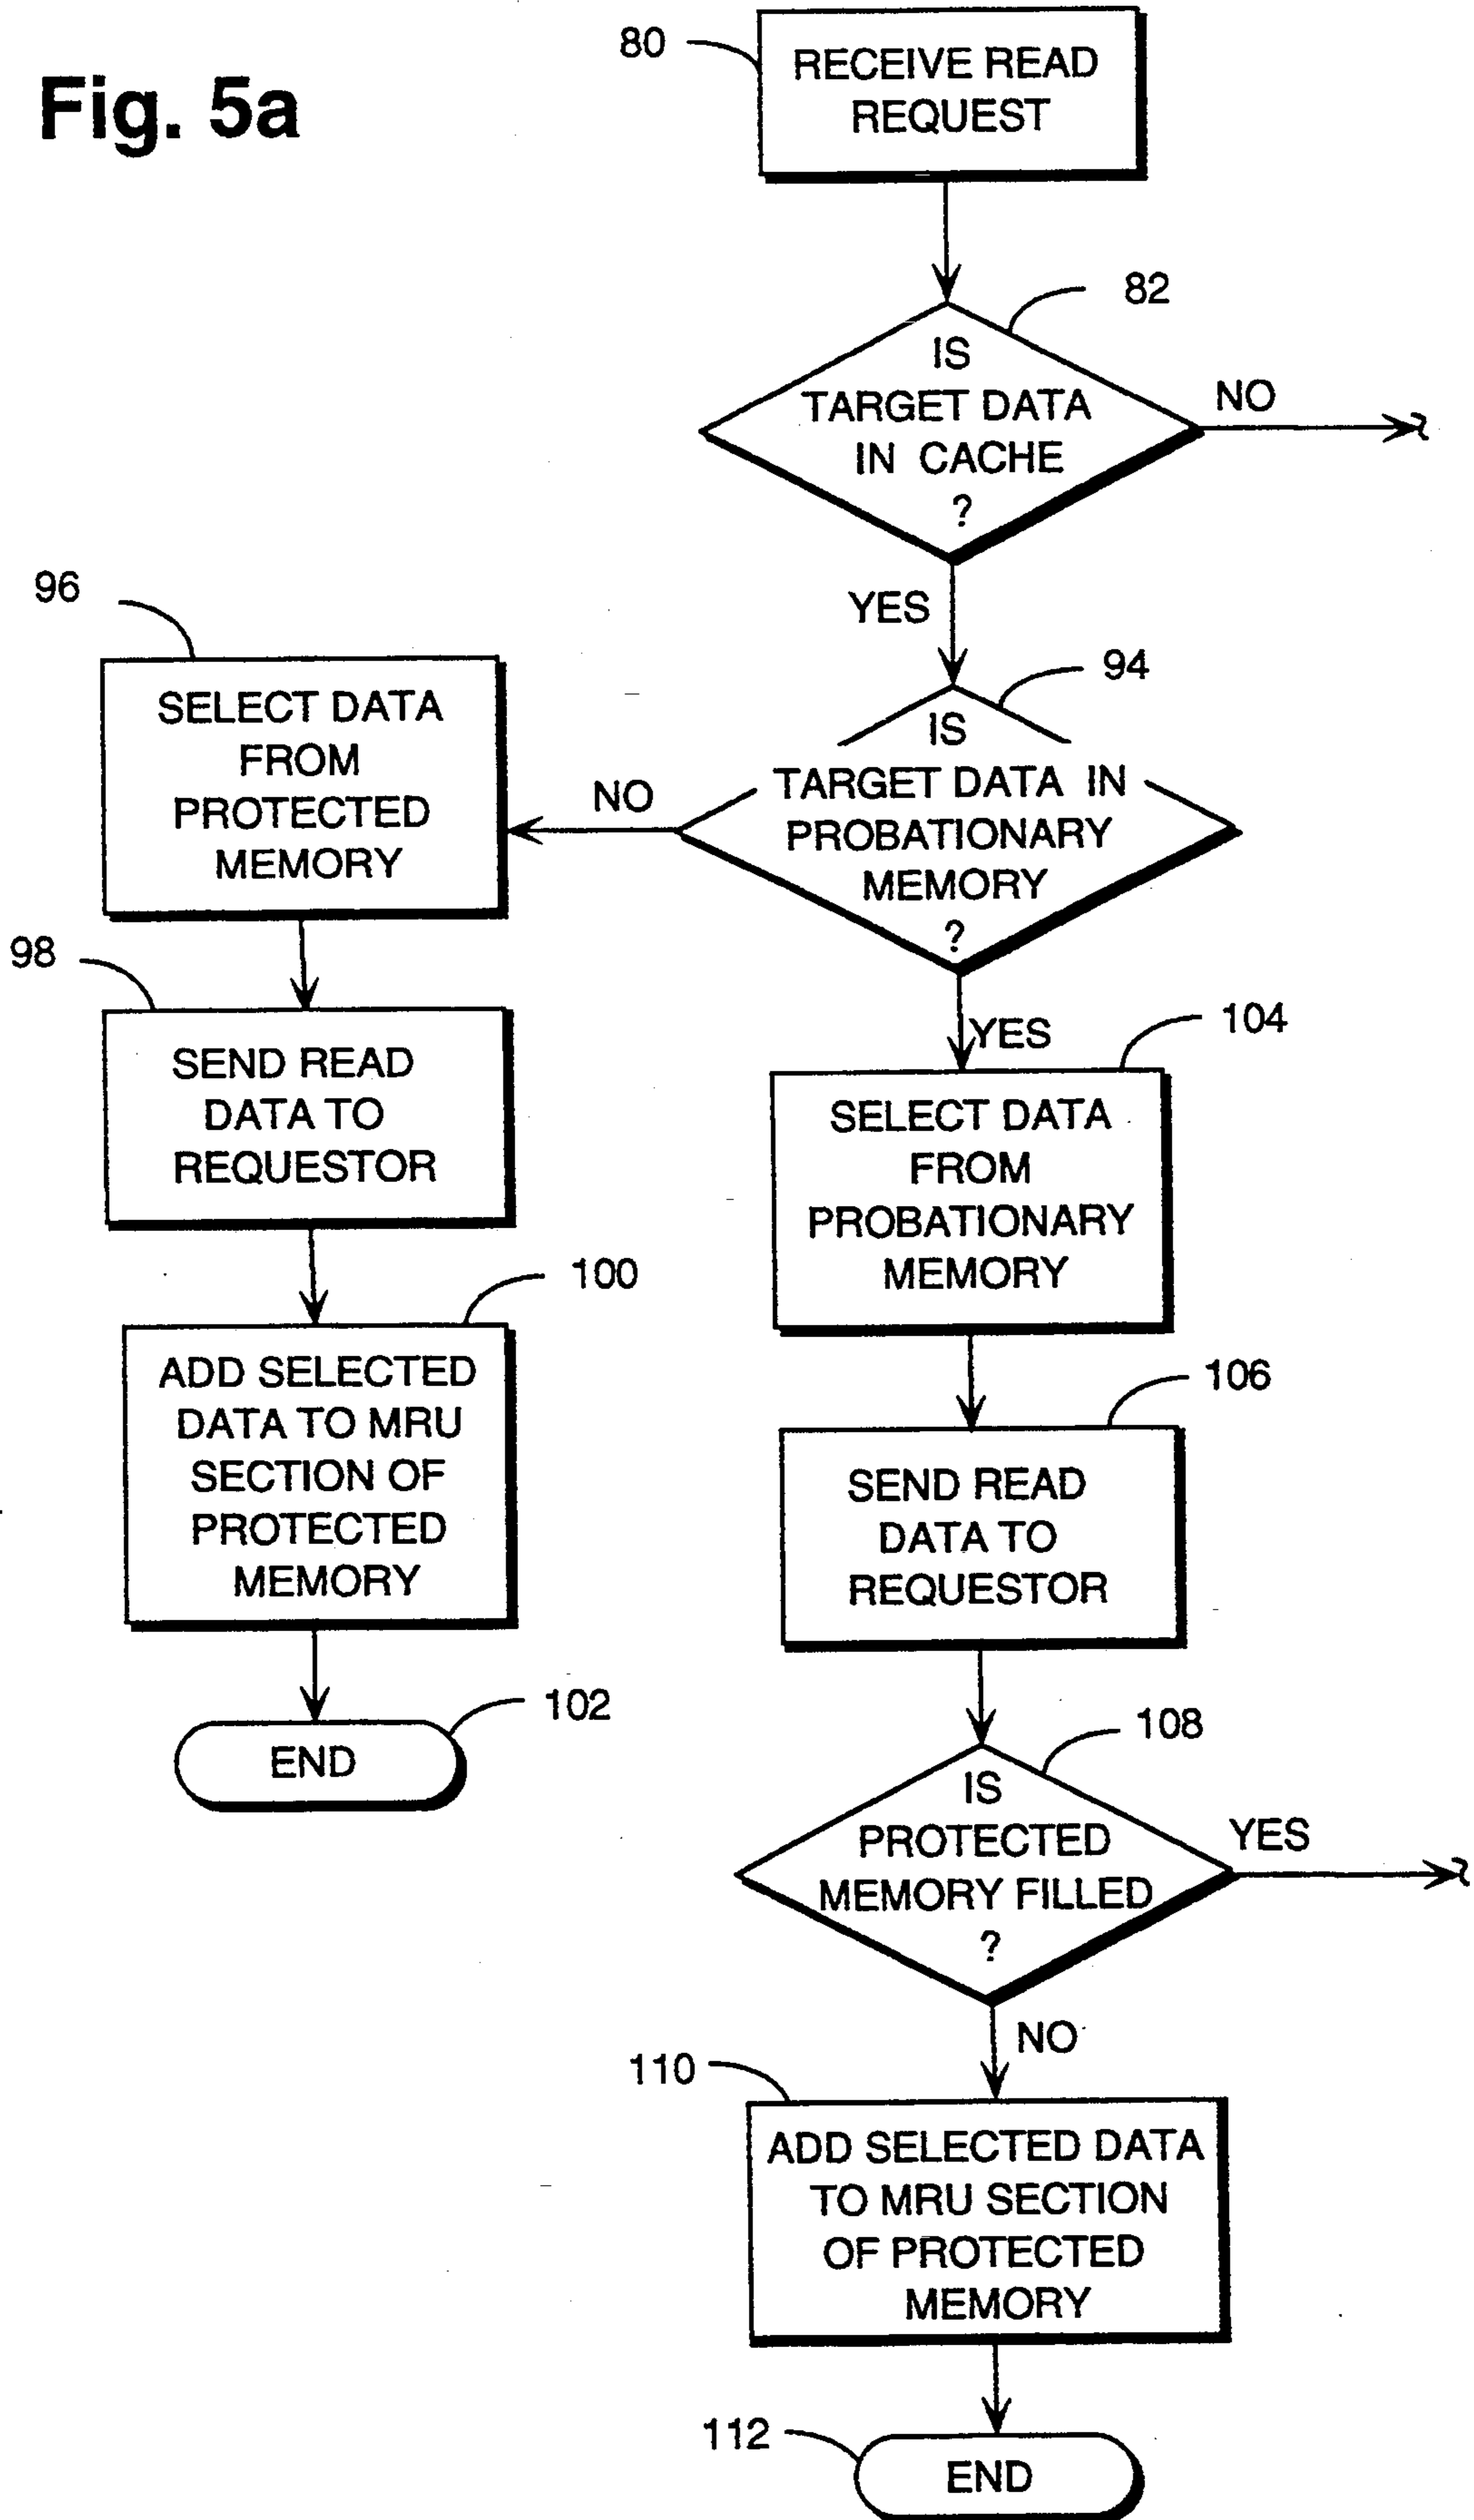 Fig. 5a
80
RECEIVE READ
REQUEST
82
IS
TARGET DATA
IN CACHE
?
NO
YES
94
IS
TARGET DATA IN
PROBATIONARY
MEMORY
?
NO
YES
96
SELECT DATA
FROM
PROTECTED
MEMORY
98
SEND READ
DATA TO
REQUESTOR
100
ADD SELECTED
DATA TO MRU
SECTION OF
PROTECTED
MEMORY
102
END
104
SELECT DATA
FROM
PROBATIONARY
MEMORY
106
SEND READ
DATA TO
REQUESTOR
108
IS
PROTECTED
MEMORY FILLED
?
YES
NO
110
ADD SELECTED DATA
TO MRU SECTION
OF PROTECTED
MEMORY
112
END